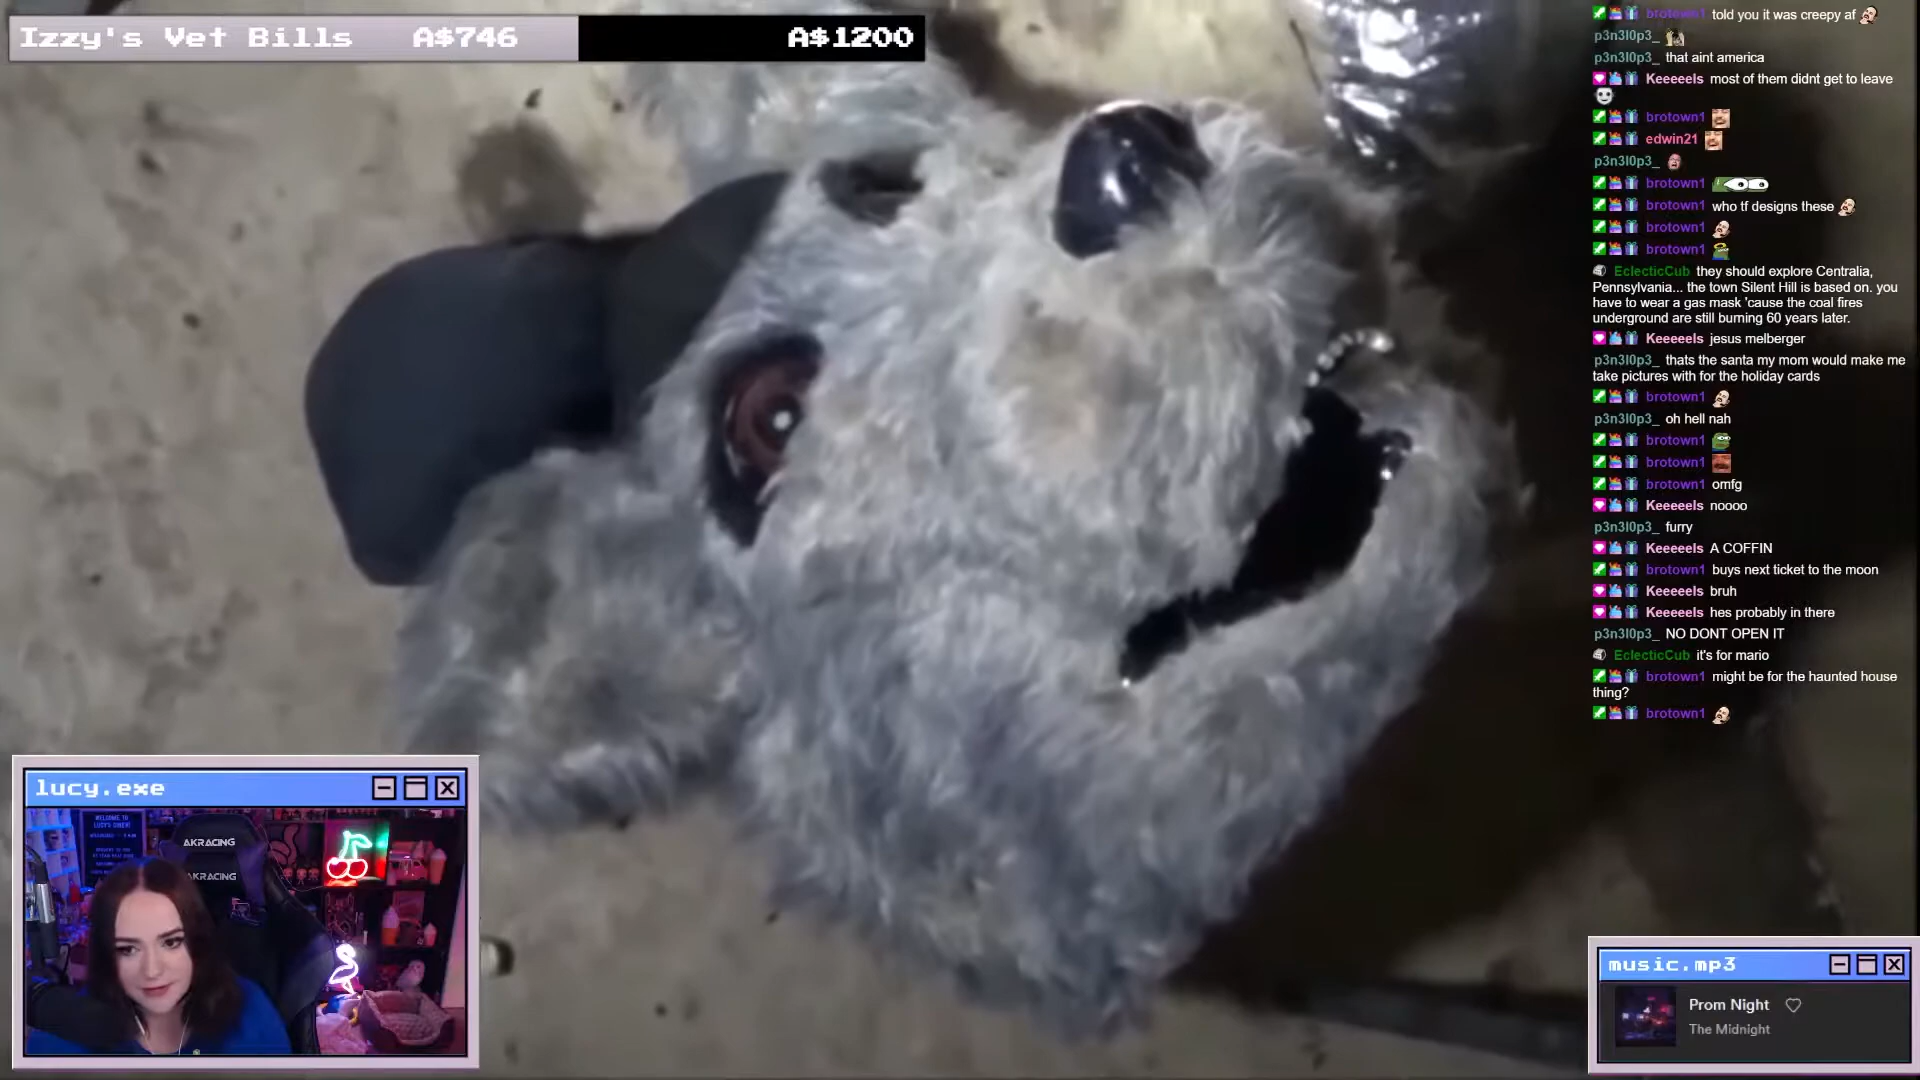 Izzy's Vet Bills A$746 A$1200
brotown1 told you it was creepy af
p3n3l0p3_
p3n3l0p3_ that aint america
Keeeeels most of them didnt get to leave
brotown1
edwin21
p3n3l0p3_
brotown1
brotown1 who tf designs these
brotown1
brotown1
EclecticCub they should explore Centralia,
Pennsylvania... the town Silent Hill is based on. you
have to wear a gas mask 'cause the coal fires
underground are still burning 60 years later.
Keeeeels jesus melberger
p3n3l0p3_ thats the santa my mom would make me
take pictures with for the holiday cards
brotown1
p3n3l0p3_ oh hell nah
brotown1
brotown1
brotown1 omfg
Keeeeels noooo
p3n3l0p3_ furry
Keeeeels A COFFIN
brotown1 buys next ticket to the moon
Keeeeels bruh
Keeeeels hes probably in there
p3n3l0p3_ NO DONT OPEN IT
EclecticCub it's for mario
brotown1 might be for the haunted house
thing?
brotown1
lucy.exe
WELCOME TO
LUCY'S DINER!
AKRACING
AKRACING
music.mp3
Prom Night
The Midnight